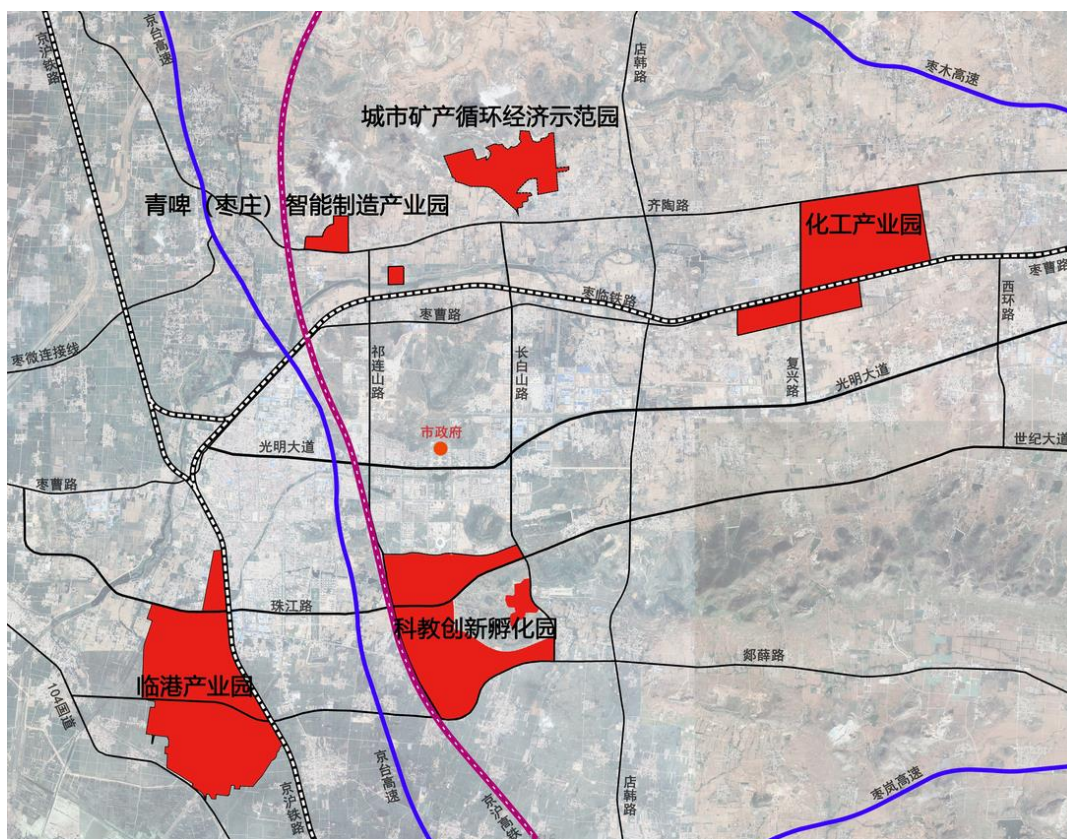 京沪铁路
京台高速
店韩路
枣木高速
城市矿产循环经济示范园
青啤（枣庄）智能制造产业园
齐陶路
化工产业园
枣曹路
枣临铁路
枣曹路
西环路
枣微连接线
祁连山路
长白山路
复兴路
光明大道
市政府
光明大道
世纪大道
枣曹路
珠江路
科教创新孵化园
郯薛路
临港产业园
104国道
京台高速
店韩路
枣岚高速
京沪铁路
京沪高铁